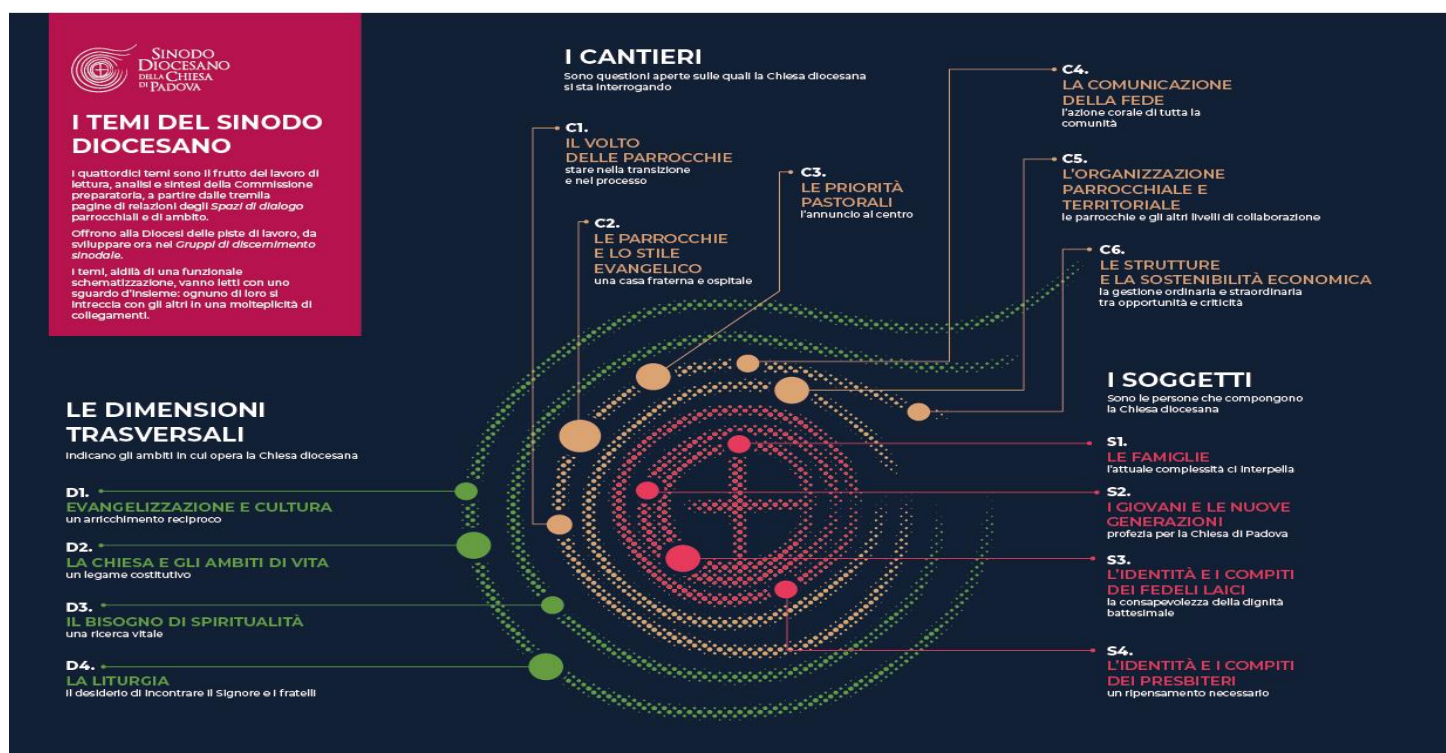 SINODO
DIOCESANO
DELLA CHIESA
DI PADOVA
I TEMI DEL SINODO
DIOCESANO
I quattordici temi sono il frutto del lavoro di
lettura, analisi e sintesi della Commissione
preparatoria, a partire dalle tremila
pagine di relazioni degli Spazi di dialogo
parrocchiali e di ambito.
Offrono alla Diocesi delle piste di lavoro, da
sviluppare ora nei Gruppi di discernimento
sinodale.
I temi, aldilà di una funzionale
schematizzazione, vanno letti con uno
sguardo d'insieme: ognuno di loro si
intreccia con gli altri in una molteplicità di
collegamenti.
I CANTIERI
Sono questioni aperte sulle quali la Chiesa diocesana
si sta interrogando
C1.
IL VOLTO
DELLE PARROCCHIE
stare nella transizione
e nel processo
C2.
LE PARROCCHIE
E LO STILE
EVANGELICO
una casa fraterna e ospitale
C3.
LE PRIORITÀ
PASTORALI
l'annuncio al centro
C4.
LA COMUNICAZIONE
DELLA FEDE
l'azione corale di tutta la
comunità
C5.
L'ORGANIZZAZIONE
PARROCCHIALE E
TERRITORIALE
le parrocchie e gli altri livelli di collaborazione
C6.
LE STRUTTURE
E LA SOSTENIBILITÀ ECONOMICA
la gestione ordinaria e straordinaria
tra opportunità e criticità
LE DIMENSIONI
TRASVERSALI
Indicano gli ambiti in cui opera la Chiesa diocesana
D1.
EVANGELIZZAZIONE E CULTURA
un arricchimento reciproco
D2.
LA CHIESA E GLI AMBITI DI VITA
un legame costitutivo
D3.
IL BISOGNO DI SPIRITUALITÀ
una ricerca vitale
D4.
LA LITURGIA
il desiderio di incontrare il Signore e i fratelli
I SOGGETTI
Sono le persone che compongono
la Chiesa diocesana
S1.
LE FAMIGLIE
l'attuale complessità ci interpella
S2.
I GIOVANI E LE NUOVE
GENERAZIONI
profezia per la Chiesa di Padova
S3.
L'IDENTITÀ E I COMPITI
DEI FEDELI LAICI
la consapevolezza della dignità
battesimale
S4.
L'IDENTITÀ E I COMPITI
DEI PRESBITERI
un ripensamento necessario